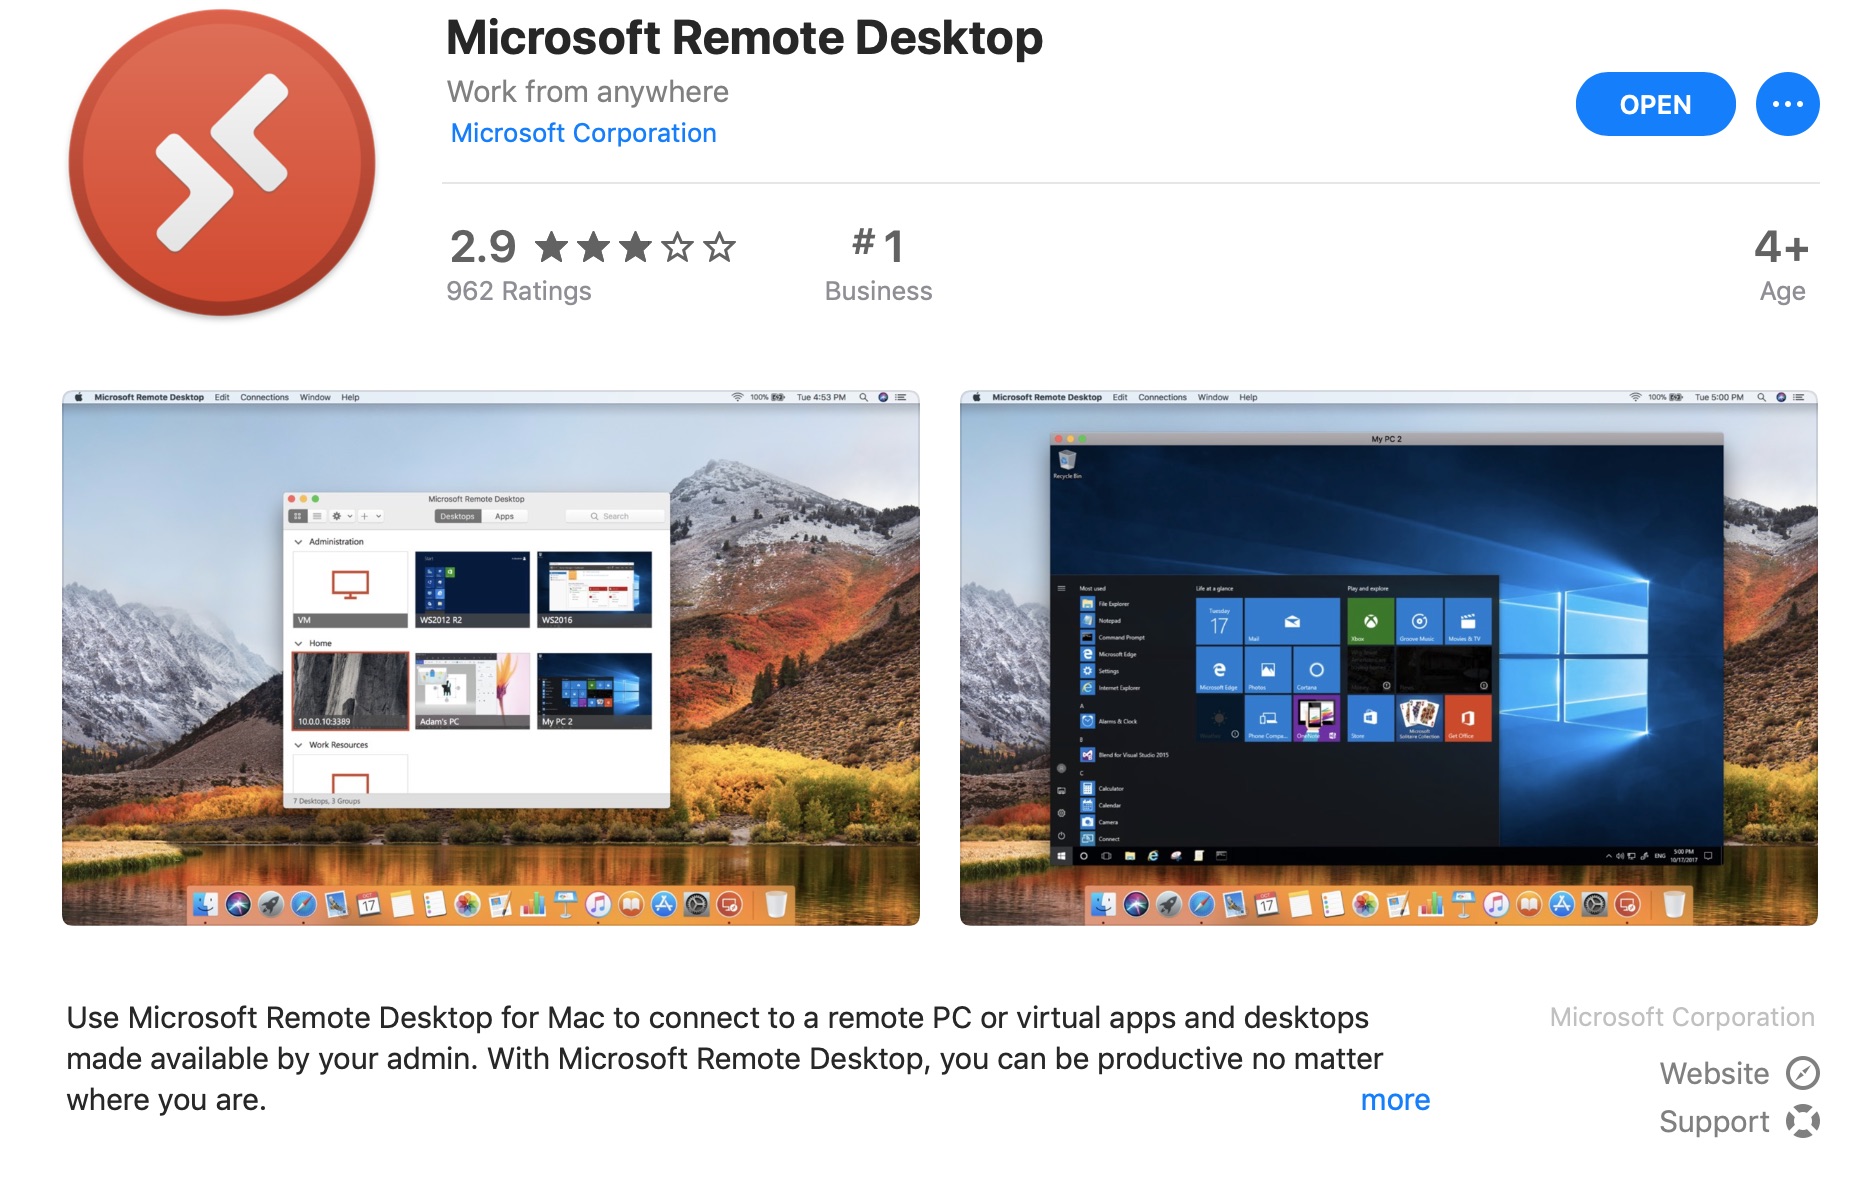 Microsoft Remote Desktop
Work from anywhere
Microsoft Corporation
OPEN
2.9
962 Ratings
#1
Business
4+
Age
Microsoft Remote Desktop Edit Connections Window Help
100% Tue 4:53 PM
Microsoft Remote Desktop
Desktops Apps Search
Administration
VM
WS2012 R2
WS2016
Home
10.0.0.10:3389
Adam's PC
My PC 2
Work Resources
7 Desktops, 3 Groups
17
Microsoft Remote Desktop Edit Connections Window Help
100% Tue 5:00 PM
My PC 2
Recycle Bin
Most used
File Explorer
Notepad
Command Prompt
Microsoft Edge
Settings
Internet Explorer
A
Alarms & Clock
B
Blend for Visual Studio 2015
C
Calculator
Calendar
Camera
Connect
Life at a glance
Tuesday
17
Mail
Microsoft Edge
Photos
Cortana
Phone Compa...
OneNote
Play and explore
Xbox
Groove Music
Movies & TV
Store
Microsoft
Solitaire Collection
Get Office
ENG
5:00 PM
10/17/2017
17
Use Microsoft Remote Desktop for Mac to connect to a remote PC or virtual apps and desktops
made available by your admin. With Microsoft Remote Desktop, you can be productive no matter
where you are.
more
Microsoft Corporation
Website
Support